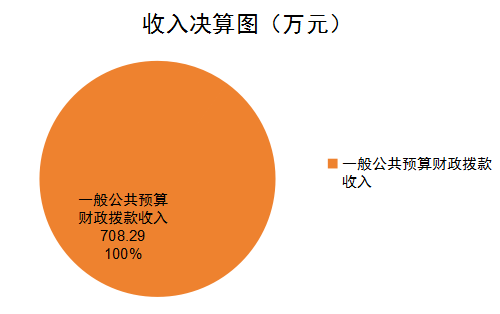 收入决算图（万元）
一般公共预算
财政拨款收入
708.29
100%
一般公共预算财政拨款
收入